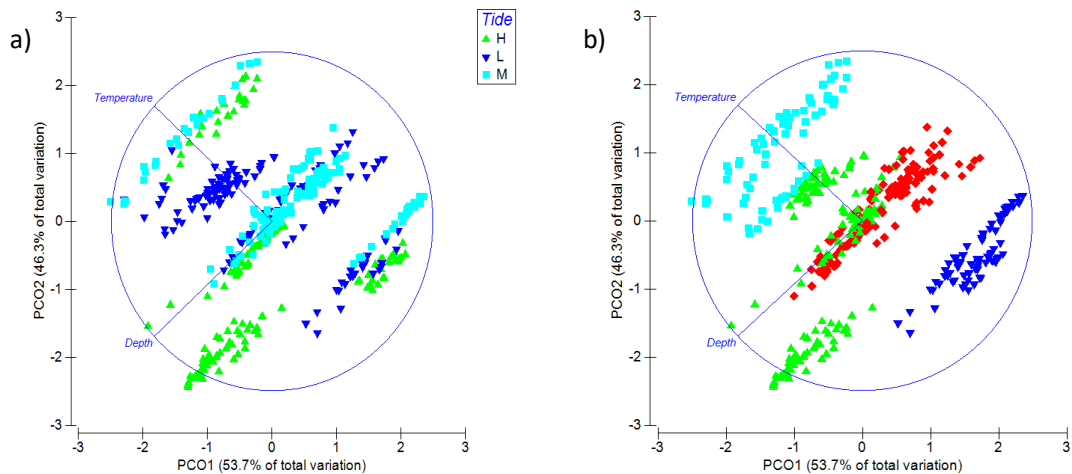 a)
Tide
H
L
M
PCO2 (46.3% of total variation)
3
2
1
0
-1
-2
-3
Temperature
Depth
-3
-2
-1
0
1
2
3
PCO1 (53.7% of total variation)
b)
PCO2 (46.3% of total variation)
3
2
1
0
-1
-2
-3
Temperature
Depth
-3
-2
-1
0
1
2
3
PCO1 (53.7% of total variation)